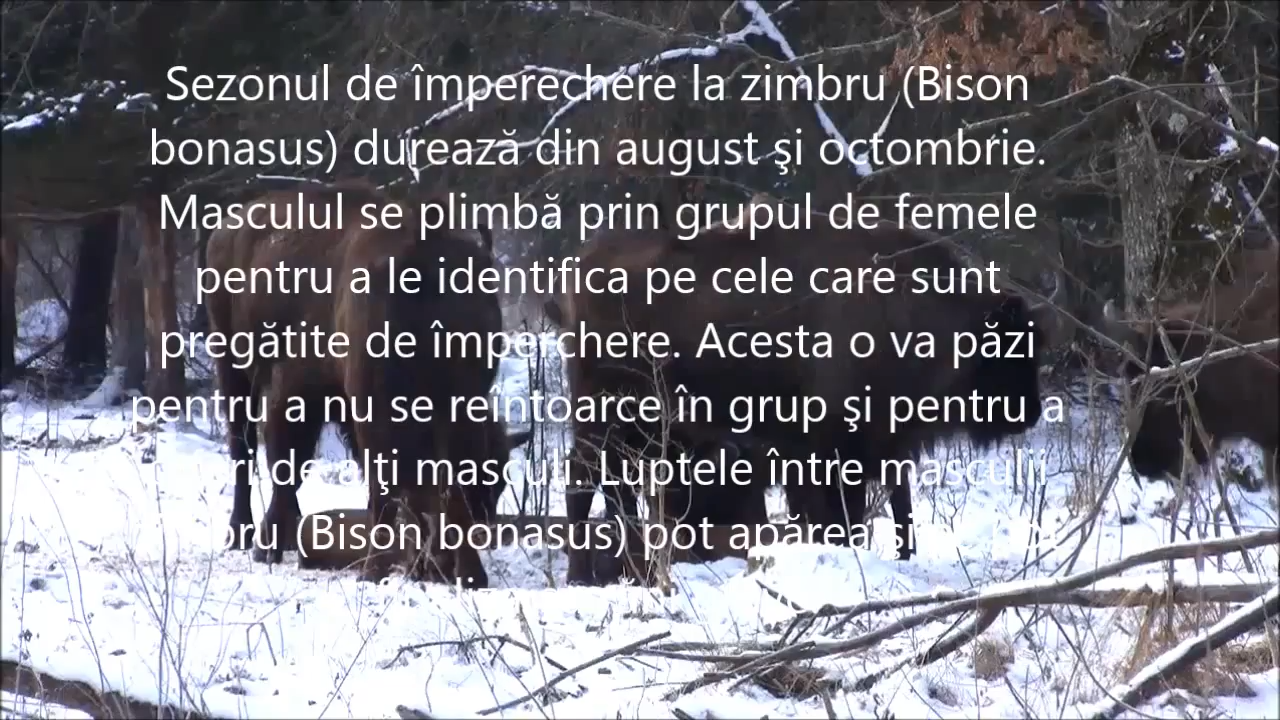 Sezonul de împerechere la zimbru (Bison
bonasus) durează din august şi octombrie.
Masculul se plimbă prin grupul de femele
pentru a le identifica pe cele care sunt
pregătite de împerchere. Acesta o va păzi
pentru a nu se reîntoarce în grup şi pentru a
de alţi masculi. Luptele între masculii
(Bison bonasus) pot apărea şi